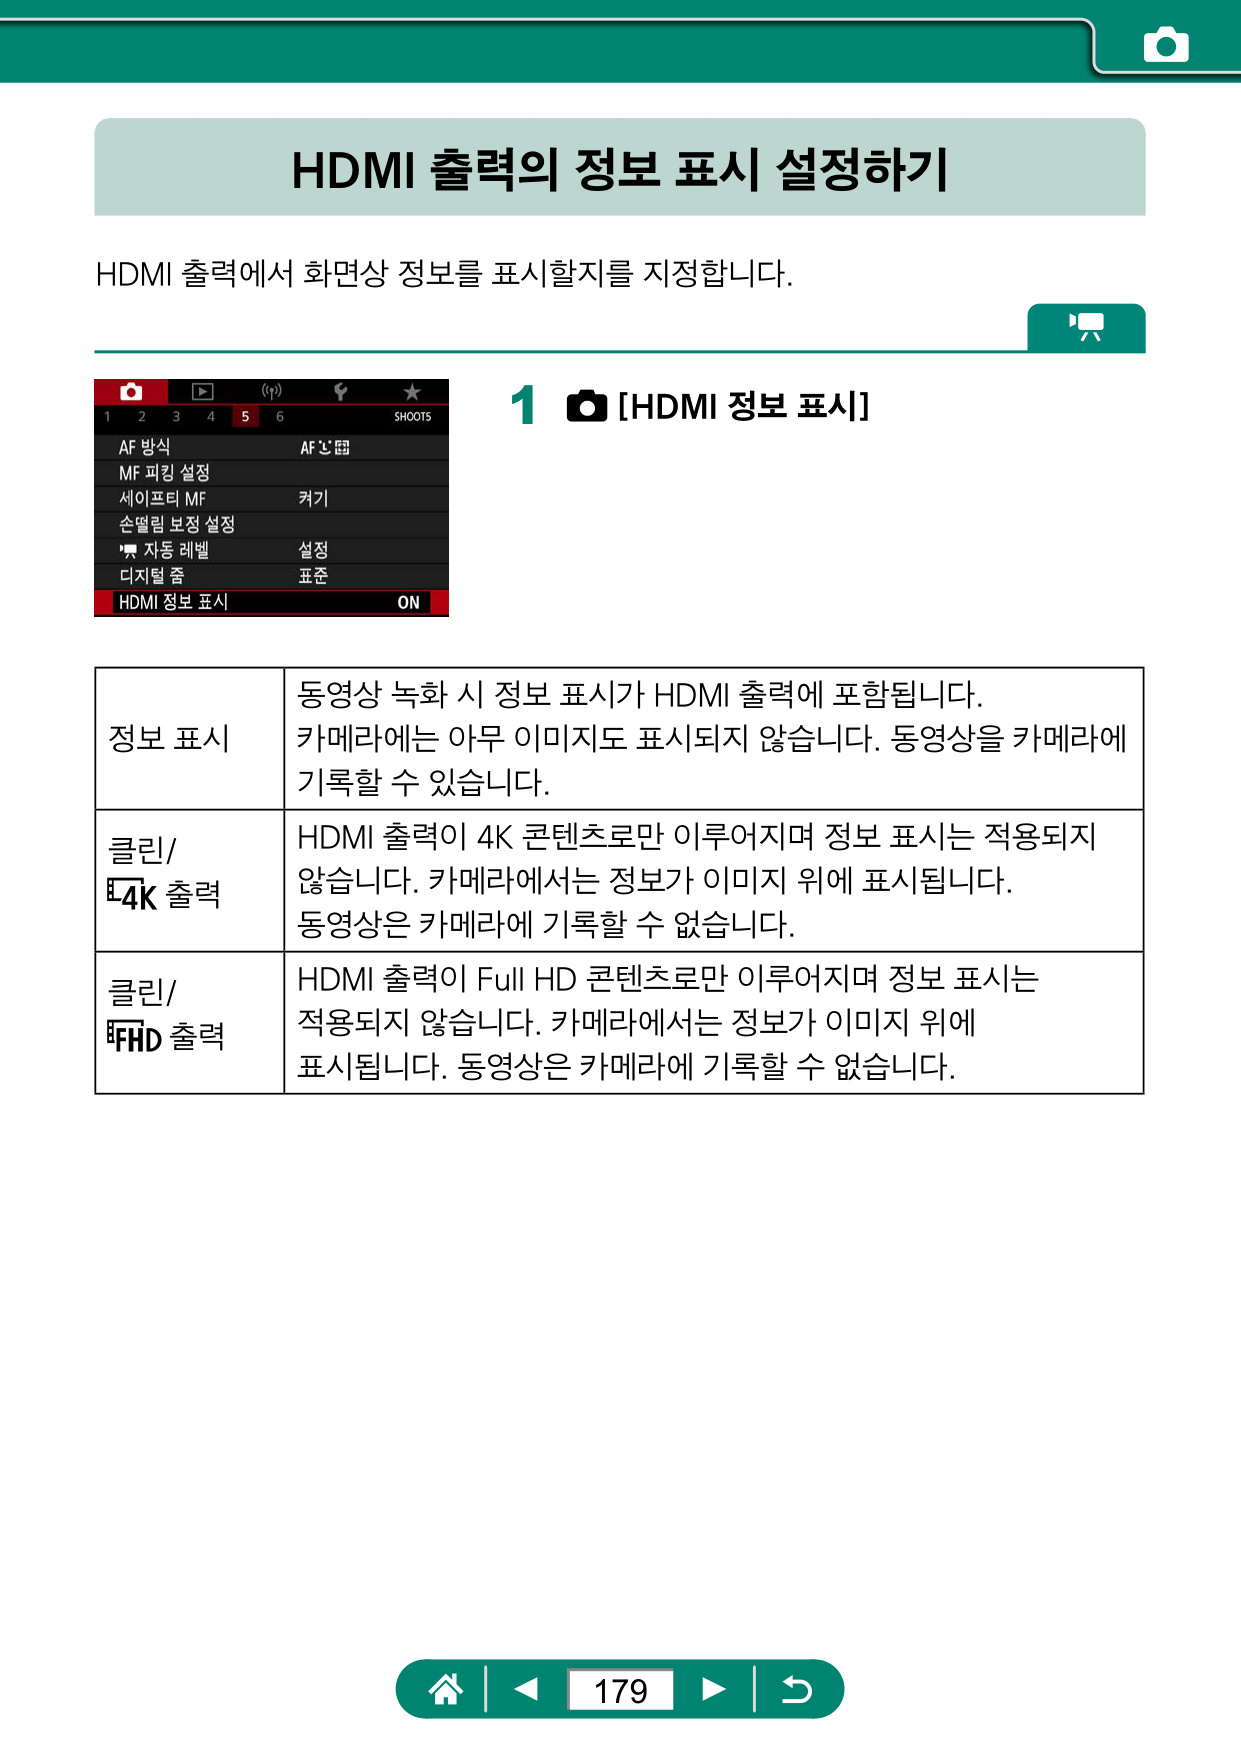 HDMI 출력의 정보 표시 설정하기
HDMI 출력에서 화면상 정보를 표시할지를 지정합니다.
1 2 3 4 5 6 SHOOT5
AF 방식 AF
MF 피킹 설정
세이프티 MF 켜기
손떨림 보정 설정
자동 레벨 설정
디지털 줌 표준
HDMI 정보 표시 ON
1 [HDMI 정보 표시]
정보 표시
동영상 녹화 시 정보 표시가 HDMI 출력에 포함됩니다.
카메라에는 아무 이미지도 표시되지 않습니다. 동영상을 카메라에
기록할 수 있습니다.
클린/
4K 출력
HDMI 출력이 4K 콘텐츠로만 이루어지며 정보 표시는 적용되지
않습니다. 카메라에서는 정보가 이미지 위에 표시됩니다.
동영상은 카메라에 기록할 수 없습니다.
클린/
FHD 출력
HDMI 출력이 Full HD 콘텐츠로만 이루어지며 정보 표시는
적용되지 않습니다. 카메라에서는 정보가 이미지 위에
표시됩니다. 동영상은 카메라에 기록할 수 없습니다.
179